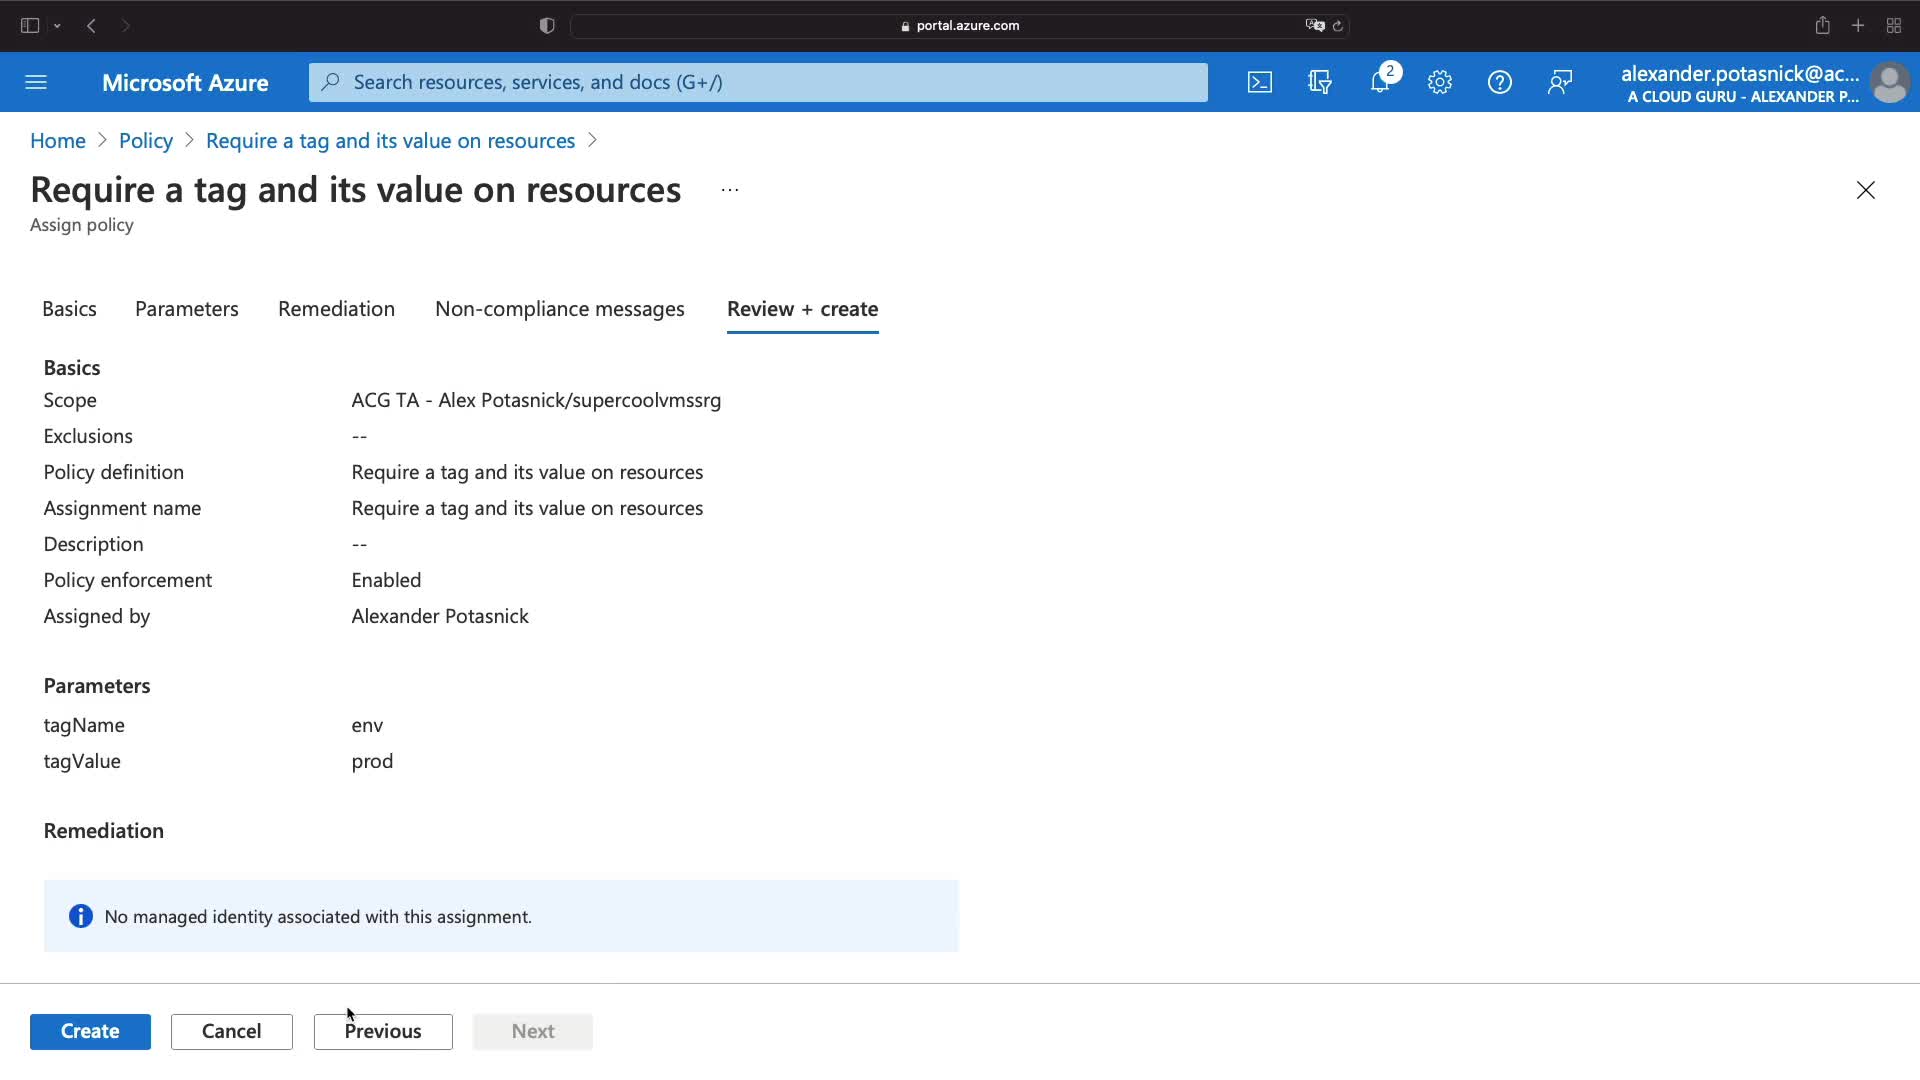 portal.azure.com
Microsoft Azure
Search resources, services, and docs (G+/)
2
alexander.potasnick@ac...
A CLOUD GURU - ALEXANDER P...
Home > Policy > Require a tag and its value on resources >
Require a tag and its value on resources ...
Assign policy
Basics Parameters Remediation Non-compliance messages Review + create
Basics
Scope ACG TA - Alex Potasnick/supercoolvmssrg
Exclusions --
Policy definition Require a tag and its value on resources
Assignment name Require a tag and its value on resources
Description --
Policy enforcement Enabled
Assigned by Alexander Potasnick
Parameters
tagName env
tagValue prod
Remediation
No managed identity associated with this assignment.
Create Cancel Previous Next